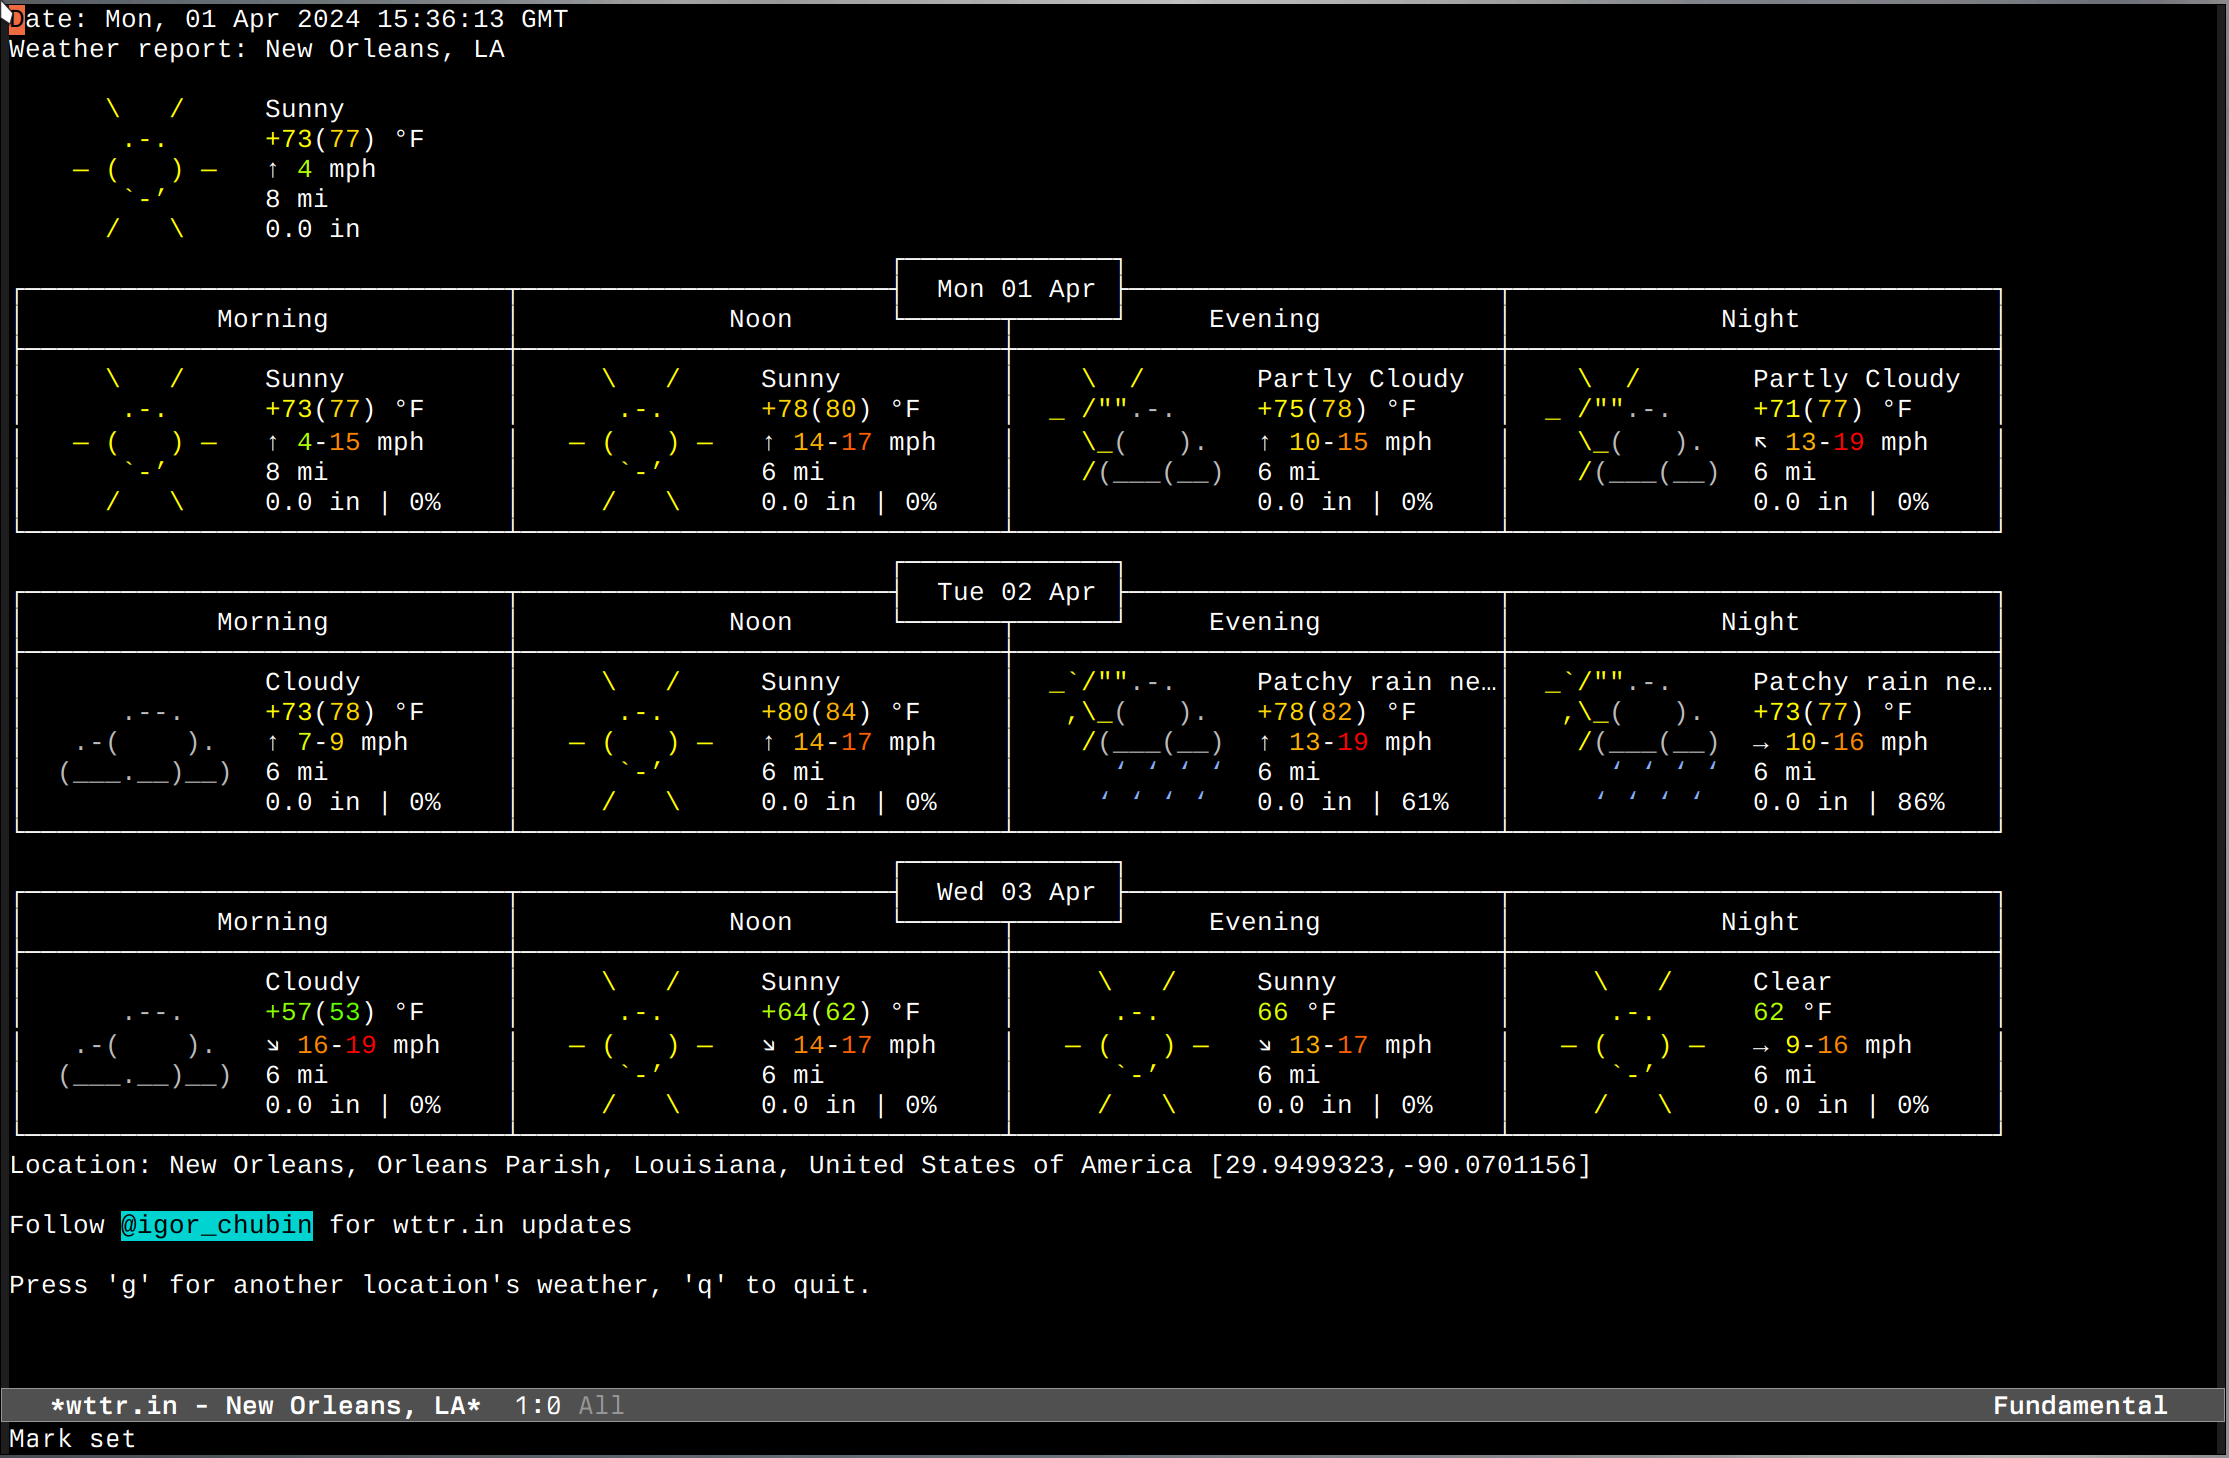 Date: Mon, 01 Apr 2024 15:36:13 GMT
Weather report: New Orleans, LA
Sunny
+73(77) °F
↑ 4 mph
8 mi
0.0 in
Mon 01 Apr
Morning Noon Evening Night
Sunny Sunny Partly Cloudy Partly Cloudy
+73(77) °F +78(80) °F +75(78) °F +71(77) °F
↑ 4-15 mph ↑ 14-17 mph ↑ 10-15 mph ↖ 13-19 mph
8 mi 6 mi 6 mi 6 mi
0.0 in | 0% 0.0 in | 0% 0.0 in | 0% 0.0 in | 0%
Tue 02 Apr
Morning Noon Evening Night
Cloudy Sunny Patchy rain ne… Patchy rain ne…
+73(78) °F +80(84) °F +78(82) °F +73(77) °F
↑ 7-9 mph ↑ 14-17 mph ↑ 13-19 mph → 10-16 mph
6 mi 6 mi 6 mi 6 mi
0.0 in | 0% 0.0 in | 0% 0.0 in | 61% 0.0 in | 86%
Wed 03 Apr
Morning Noon Evening Night
Cloudy Sunny Sunny Clear
+57(53) °F +64(62) °F 66 °F 62 °F
↘ 16-19 mph ↘ 14-17 mph ↘ 13-17 mph → 9-16 mph
6 mi 6 mi 6 mi 6 mi
0.0 in | 0% 0.0 in | 0% 0.0 in | 0% 0.0 in | 0%
Location: New Orleans, Orleans Parish, Louisiana, United States of America [29.9499323,-90.0701156]
Follow @igor_chubin for wttr.in updates
Press 'g' for another location's weather, 'q' to quit.
*wttr.in - New Orleans, LA* 1:0 All Fundamental
Mark set